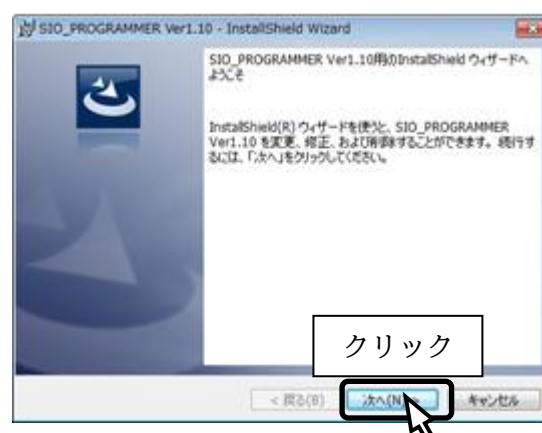 SIO_PROGRAMMER Ver1.10 - InstallShield Wizard
SIO_PROGRAMMER Ver1.10用のInstallShield ウィザードへ
ようこそ
InstallShield(R) ウィザードを使うと、SIO_PROGRAMMER
Ver1.10 を変更、修正、および削除することができます。続行す
るには、「次へ」をクリックしてください。
クリック
< 戻る(B)
次へ(N) >
キャンセル